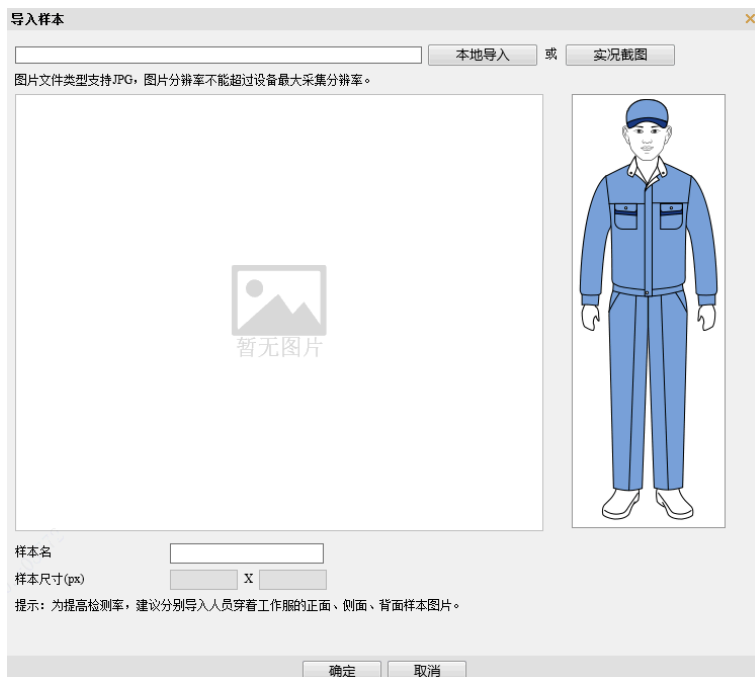 导入样本
本地导入 或 实况截图
图片文件类型支持JPG，图片分辨率不能超过设备最大采集分辨率。
暂无图片
样本名
样本尺寸(px) X
提示：为提高检测率，建议分别导入人员穿着工作服的正面、侧面、背面样本图片。
确定 取消